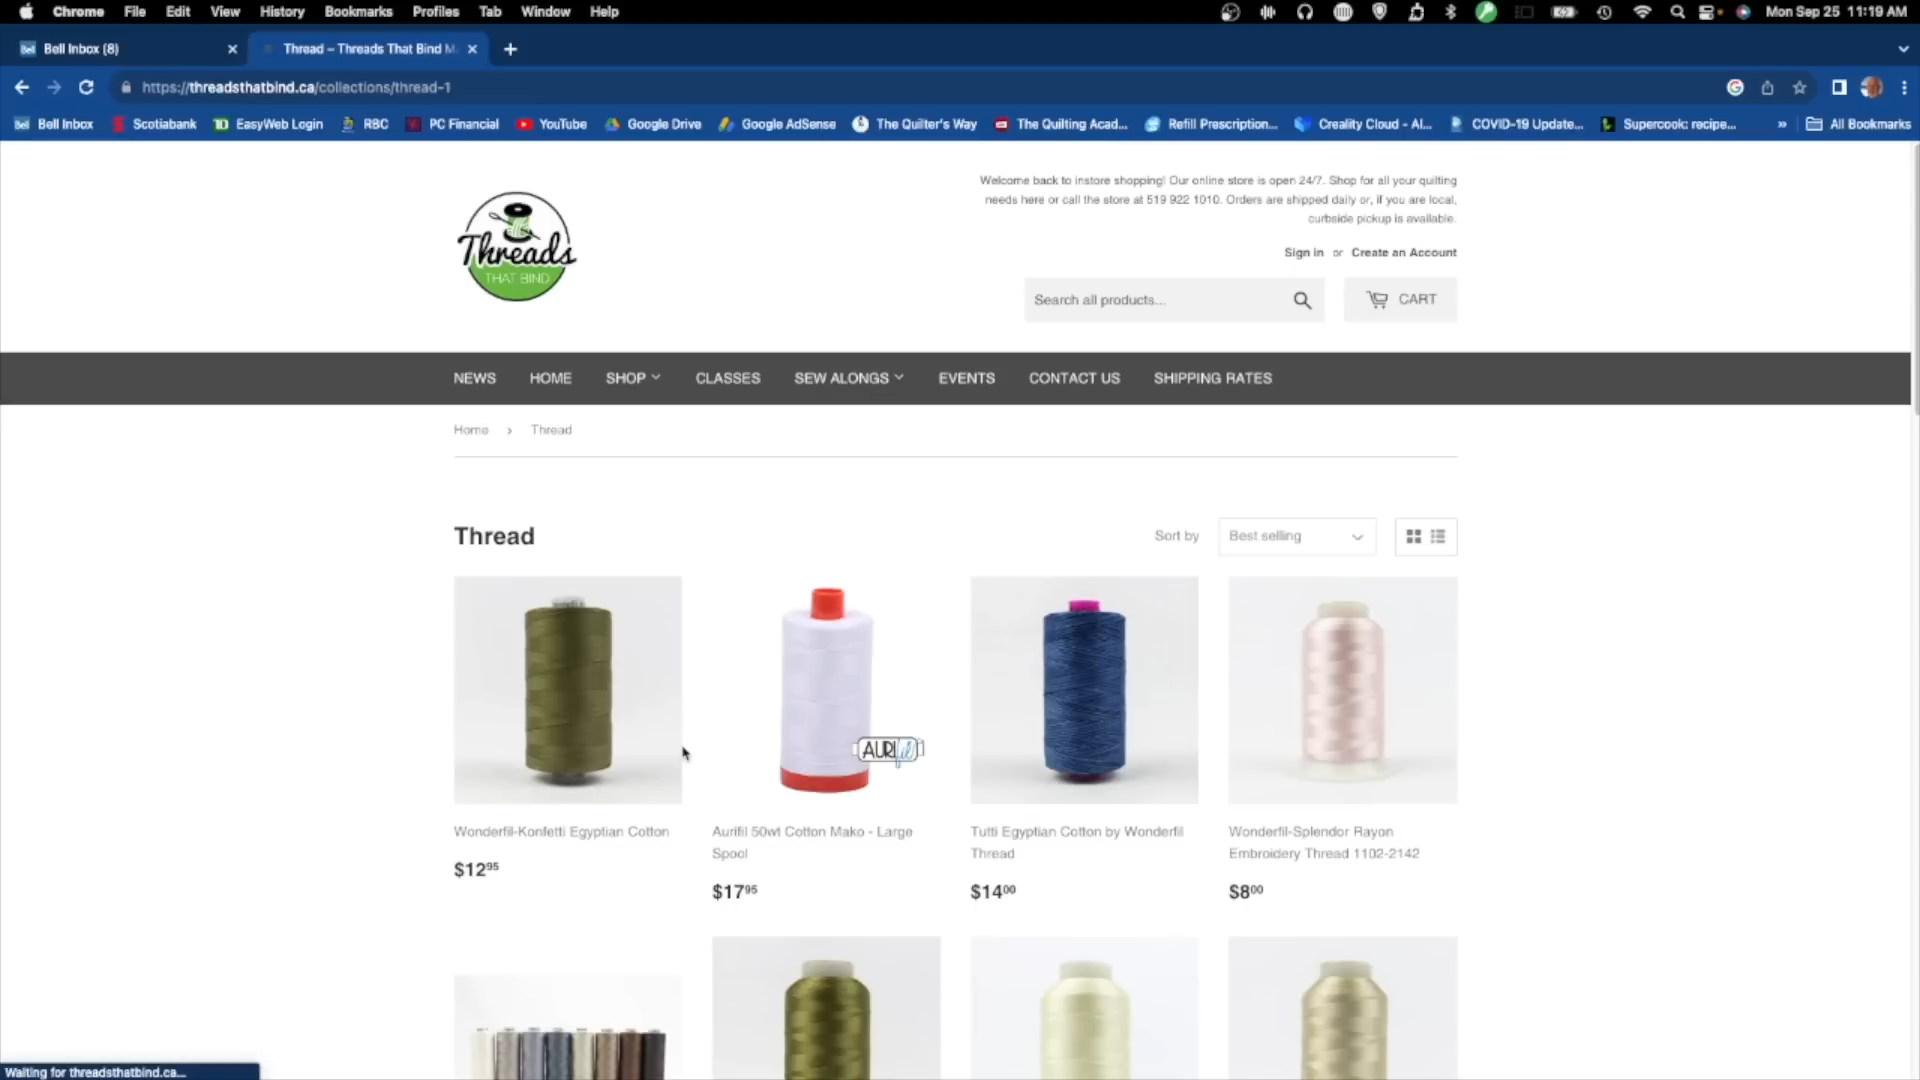 Chrome File Edit View History Bookmarks Profiles Tab Window Help Mon Sep 25 11:19 AM
Bell Bell Inbox (8) Thread – Threads That Bind M
https://threadsthatbind.ca/collections/thread-1
Bell Bell Inbox Scotiabank EasyWeb Login RBC PC Financial YouTube Google Drive Google AdSense The Quilter's Way The Quilting Acad... Refill Prescription... Creality Cloud - Al... COVID-19 Update... Supercook: recipe... » All Bookmarks
Welcome back to instore shopping! Our online store is open 24/7. Shop for all your quilting
needs here or call the store at 519 922 1010. Orders are shipped daily or, if you are local,
curbside pickup is available.
Threads
THAT BIND
Sign in or Create an Account
Search all products... CART
NEWS HOME SHOP CLASSES SEW ALONGS EVENTS CONTACT US SHIPPING RATES
Home › Thread
Thread
Sort by Best selling
AURIfil
Wonderfil-Konfetti Egyptian Cotton
$1295
Aurifil 50wt Cotton Mako - Large
Spool
$1795
Tutti Egyptian Cotton by Wonderfil
Thread
$1400
Wonderfil-Splendor Rayon
Embroidery Thread 1102-2142
$800
Waiting for threadsthatbind.ca...